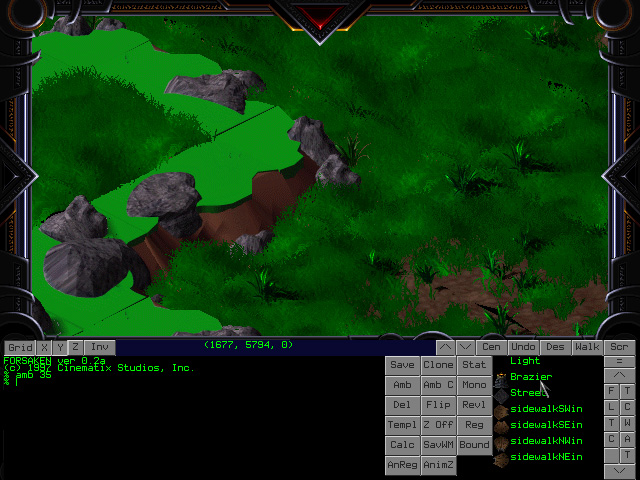 Grid X Y Z Inv (1677, 5794, 0) Cen Undo Des Walk Scr
FORSAKEN ver 0.2a
(c) 1997 Cinematix Studios, Inc.
* amb 35
*
Save Clone Stat
Amb Amb C Mono
Del Flip Revl
Templ Z Off Reg
Calc SavWM Bound
AnReg AnimZ
Light
Brazier
Street
sidewalkSWin
sidewalkSEin
sidewalkNWin
sidewalkNEin
=
F T
L C
T W
C A
T